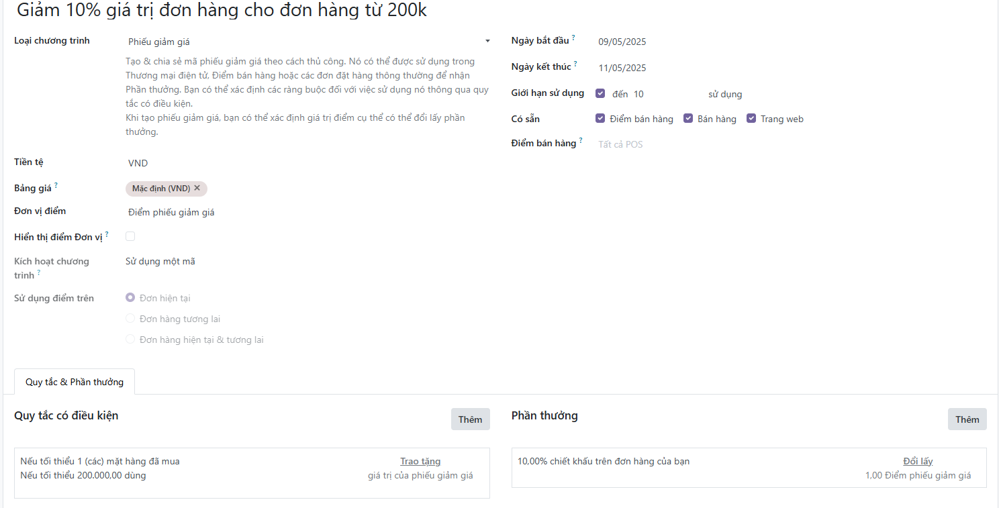 Giảm 10% giá trị đơn hàng cho đơn hàng từ 200k
Loại chương trình
Phiếu giảm giá
Tạo & chia sẻ mã phiếu giảm giá theo cách thủ công. Nó có thể được sử dụng trong
Thương mại điện tử, Điểm bán hàng hoặc các đơn đặt hàng thông thường để nhận
Phần thưởng. Bạn có thể xác định các ràng buộc đối với việc sử dụng nó thông qua quy
tắc có điều kiện.
Khi tạo phiếu giảm giá, bạn có thể xác định giá trị điểm cụ thể có thể đổi lấy phần
thưởng.
Tiền tệ
VND
Bảng giá ?
Mặc định (VND) ✕
Đơn vị điểm
Điểm phiếu giảm giá
Hiển thị điểm Đơn vị ?
Kích hoạt chương
trình ?
Sử dụng một mã
Sử dụng điểm trên
Đơn hiện tại
Đơn hàng tương lai
Đơn hàng hiện tại & tương lai
Ngày bắt đầu ?
09/05/2025
Ngày kết thúc ?
11/05/2025
Giới hạn sử dụng
đến 10 sử dụng
Có sẵn
Điểm bán hàng
Bán hàng
Trang web
Điểm bán hàng ?
Tất cả POS
Quy tắc & Phần thưởng
Quy tắc có điều kiện
Thêm
Nếu tối thiểu 1 (các) mặt hàng đã mua
Nếu tối thiểu 200.000,00 dùng
Trao tặng
giá trị của phiếu giảm giá
Phần thưởng
Thêm
10,00% chiết khấu trên đơn hàng của bạn
Đổi lấy
1,00 Điểm phiếu giảm giá